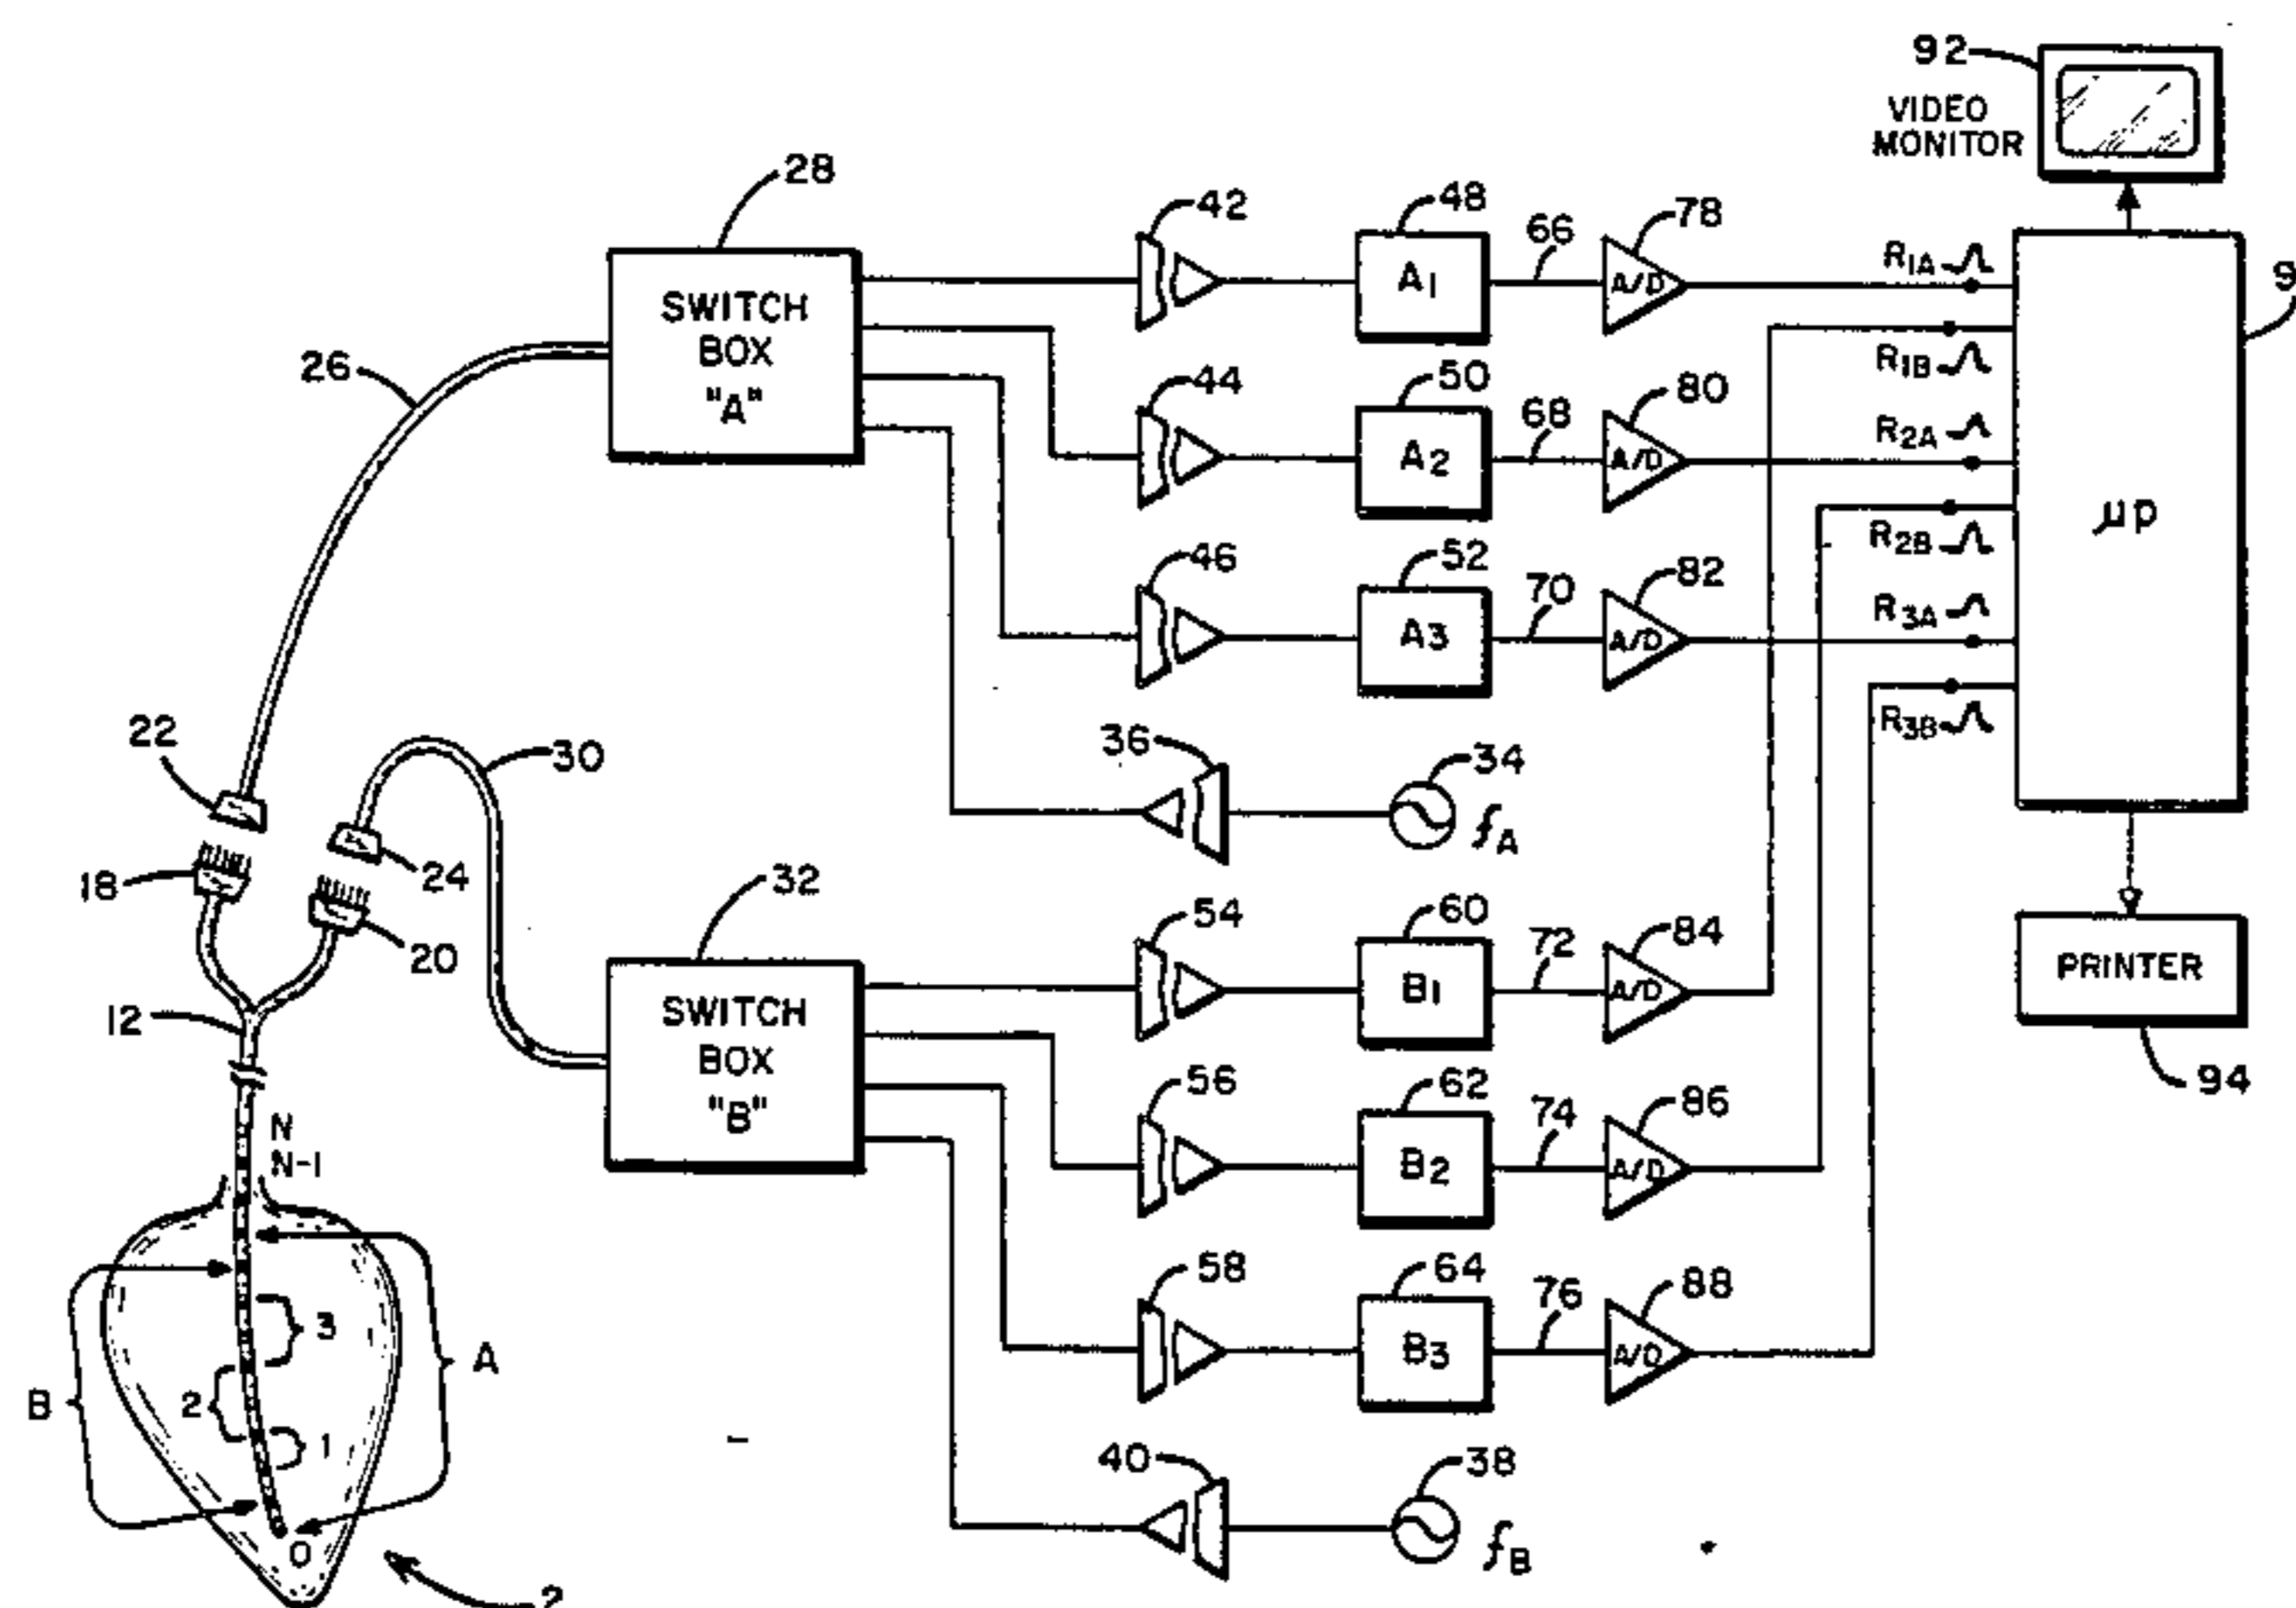 92
VIDEO
MONITOR
28
SWITCH
BOX
"A"
42
48
A1
66
78
A/D
R1A
R1B
26
44
50
A2
68
80
A/D
R2A
R2B
μp
46
52
A3
70
82
A/D
R3A
R3B
22
30
36
34
fA
18
24
20
12
32
SWITCH
BOX
"B"
54
60
B1
72
84
A/D
PRINTER
94
56
62
B2
74
86
A/D
N
N-1
58
64
B3
76
88
A/D
3
A
B
2
1
O
40
38
fB
2